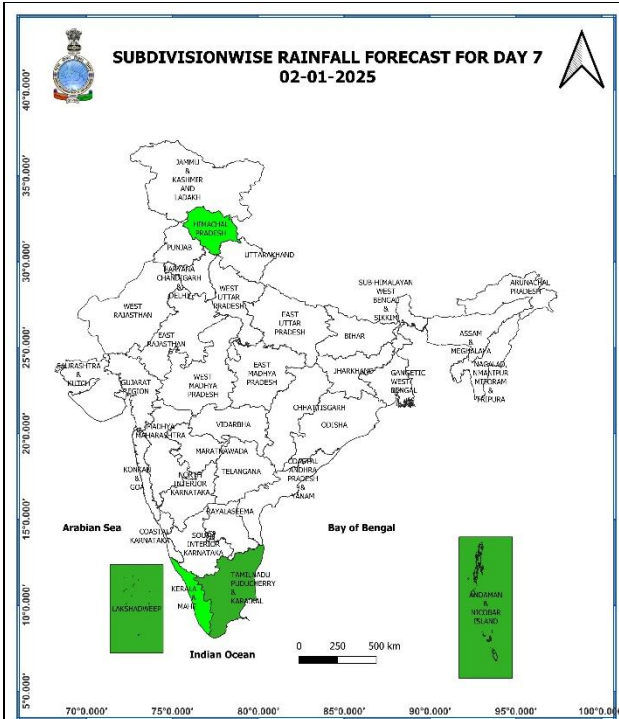 SUBDIVISIONWISE RAINFALL FORECAST FOR DAY 7
02-01-2025
40°0.000'
35°0.000'
30°0.000'
25°0.000'
20°0.000'
15°0.000'
10°0.000'
5°0.000'
JAMMU
&
KASHMIR
AND
LADAKH
HIMACHAL
PRADESH
PUNJAB
UTTARAKHAND
HARYANA
CHANDIGARH
&
DELHI
WEST
UTTAR
PRADESH
SUB-HIMALAYAN
WEST
BENGAL
&
SIKKIM
ARUNACHAL
PRADESH
WEST
RAJASTHAN
EAST
RAJASTHAN
EAST
UTTAR
PRADESH
BIHAR
ASSAM
&
MEGHALAYA
SAURASHTRA
&
KUTCH
GUJARAT
REGION
WEST
MADHYA
PRADESH
EAST
MADHYA
PRADESH
JHARKHAND
GANGETIC
WEST
BENGAL
&
TRIPURA
CHHATTISGARH
ODISHA
MADHYA
MAHARASHTRA
VIDARBHA
MARATHAWADA
TELANGANA
KONKAN
&
GOA
NORTH
INTERIOR
KARNATAKA
COASTAL
ANDHRA
PRADESH
&
YANAM
RAYALASEEMA
Arabian Sea
Bay of Bengal
COASTAL
KARNATAKA
SOUTH
INTERIOR
KARNATAKA
LAKSHADWEEP
KERALA
&
MAHE
TAMILNADU
PUDUCHERRY
&
KARAIKAL
ANDAMAN
&
NICOBAR
ISLAND
Indian Ocean
0 250 500 km
70°0.000' 75°0.000' 80°0.000' 85°0.000' 90°0.000' 95°0.000' 100°0.000